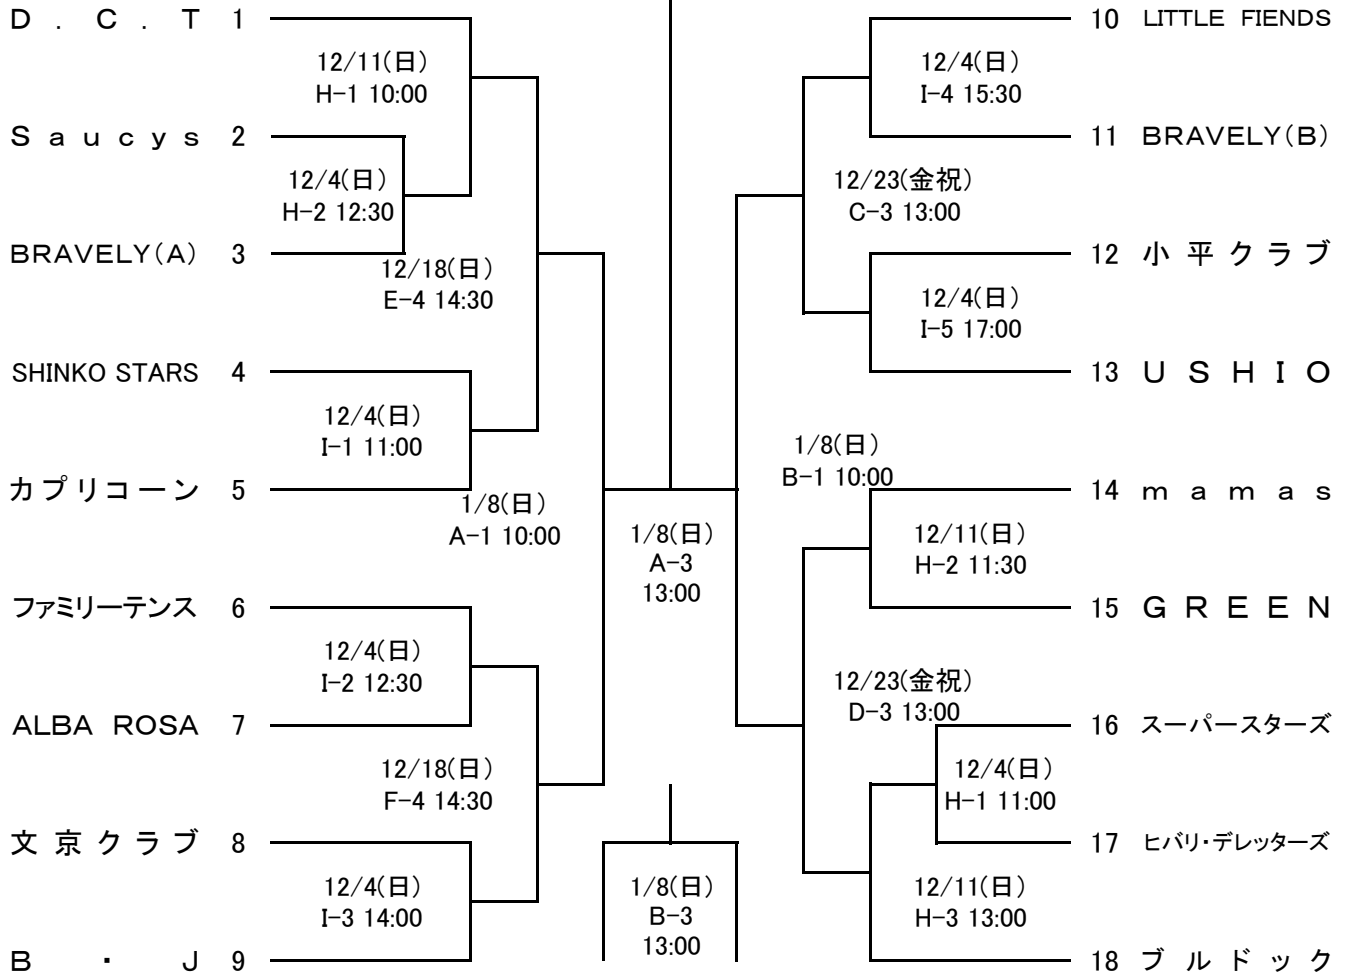 D．C．T 1
12/11(日)
H-1 10:00
Saucys 2
12/4(日)
H-2 12:30
BRAVELY(A) 3
12/18(日)
E-4 14:30
SHINKO STARS 4
12/4(日)
I-1 11:00
カプリコーン 5
1/8(日)
A-1 10:00
ファミリーテンス 6
12/4(日)
I-2 12:30
ALBA ROSA 7
12/18(日)
F-4 14:30
文京クラブ 8
12/4(日)
I-3 14:00
B・J 9
1/8(日)
A-3
13:00
1/8(日)
B-3
13:00
10 LITTLE FIENDS
12/4(日)
I-4 15:30
11 BRAVELY(B)
12/23(金祝)
C-3 13:00
12 小平クラブ
12/4(日)
I-5 17:00
13 USHIO
1/8(日)
B-1 10:00
14 mamas
12/11(日)
H-2 11:30
15 GREEN
12/23(金祝)
D-3 13:00
16 スーパースターズ
12/4(日)
H-1 11:00
17 ヒバリ・デレッターズ
12/11(日)
H-3 13:00
18 ブルドック